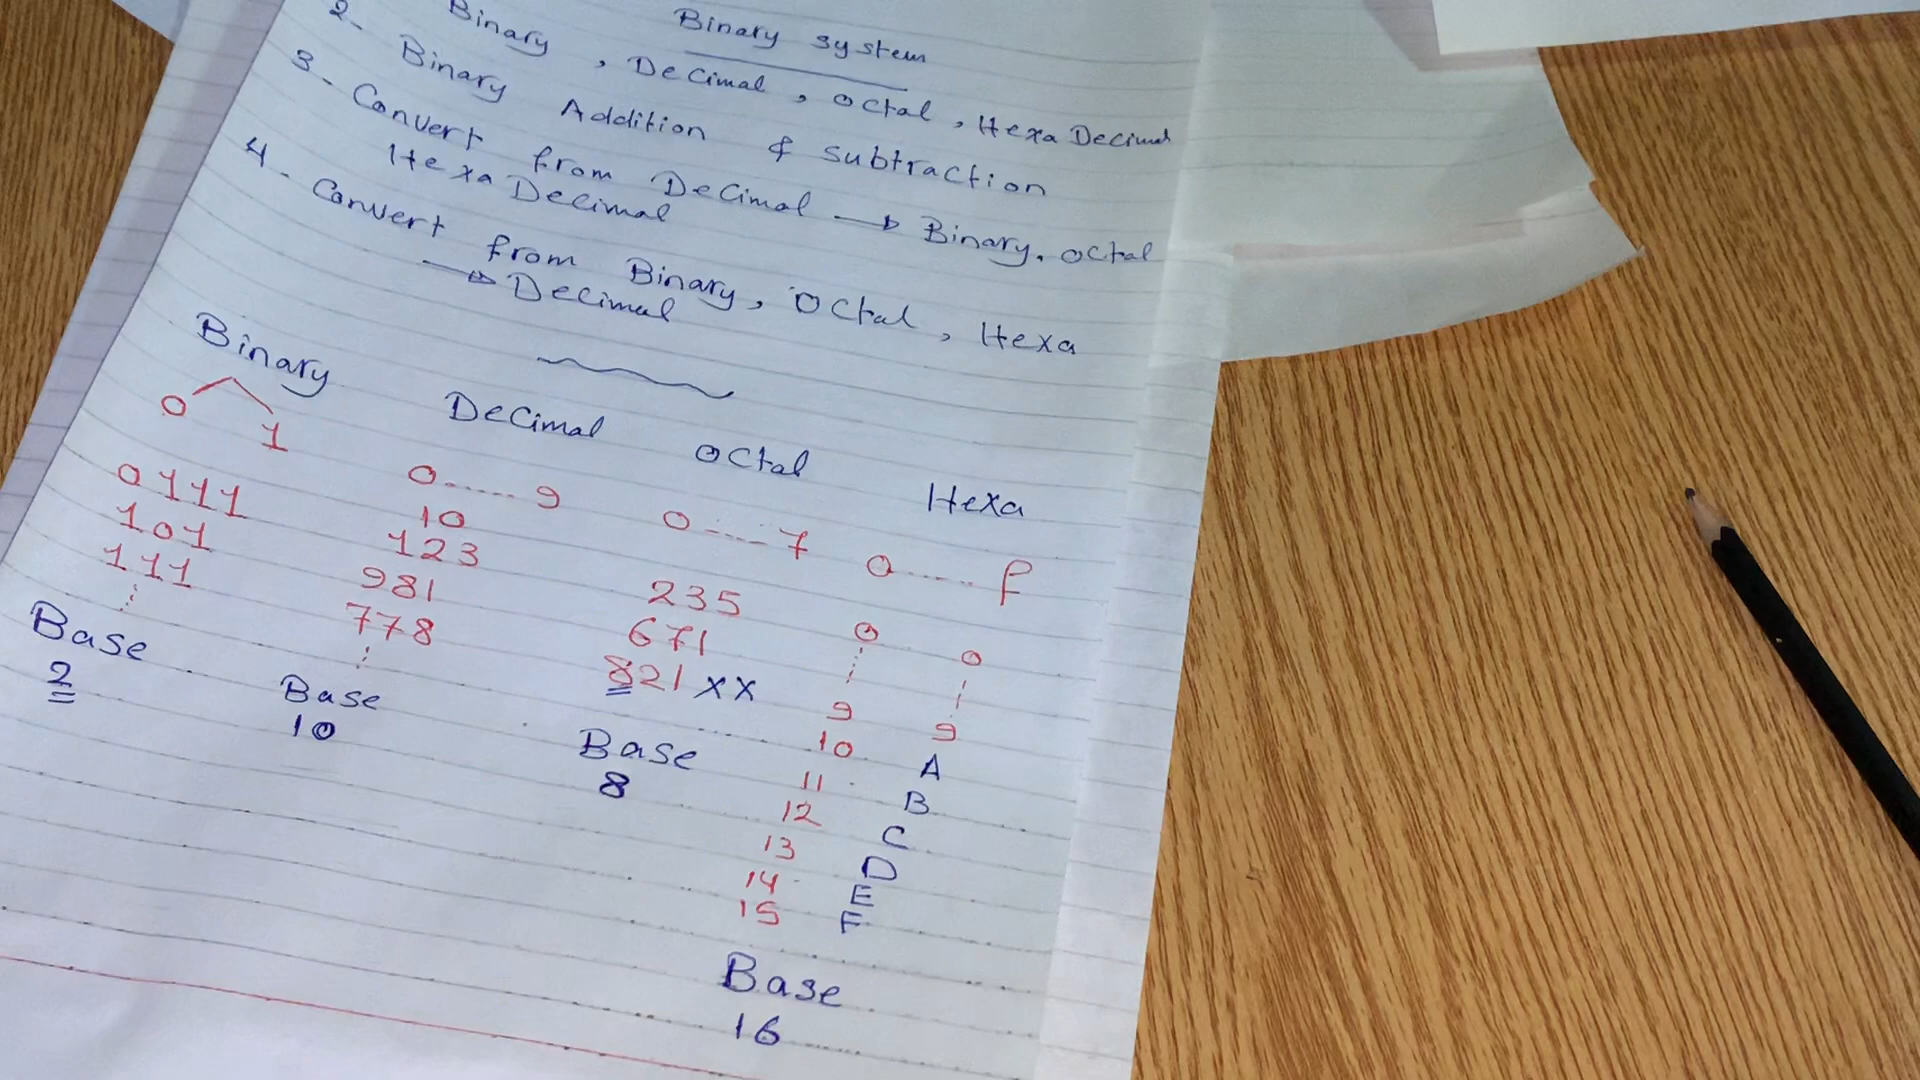 Binary system
Binary, Decimal, Octal, Hexa Decimal
2- Binary Addition & subtraction
3- Convert from Decimal → Binary, Octal
Hexa Decimal
4- Convert from Binary, Octal, Hexa
→ Decimal
Binary Decimal Octal Hexa
0 1
0111
101
111
Base
2
0......9
10
123
981
778
Base
10
0.....7
235
671
821 xx
Base
8
0.....F
0 0
9 9
10 A
11 B
12 C
13 D
14 E
15 F
Base
16